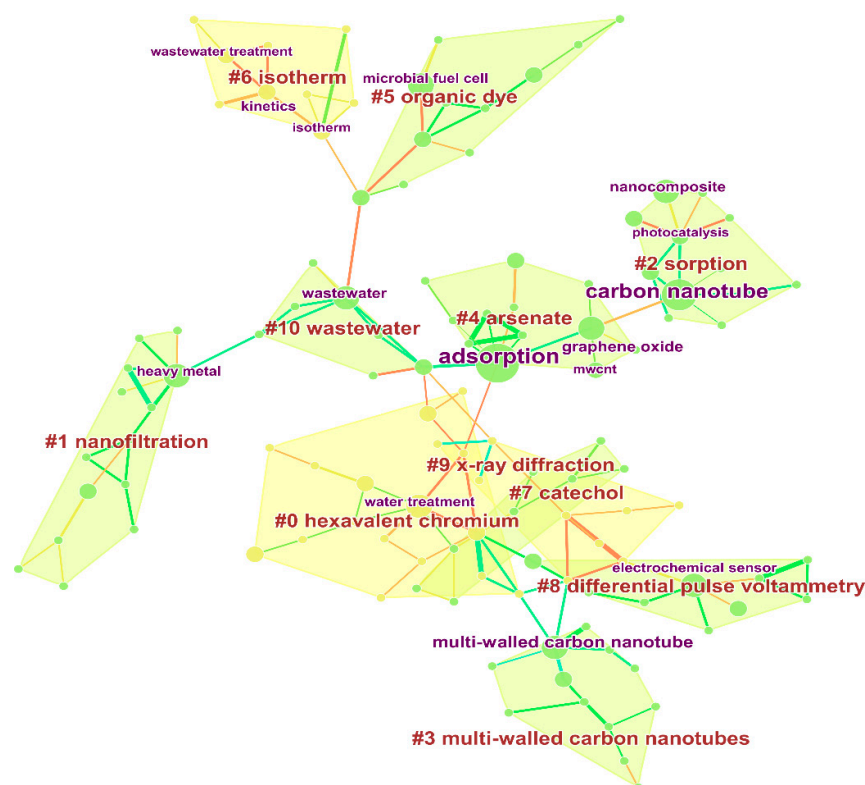 wastewater treatment
#6 isotherm
kinetics
isotherm
microbial fuel cell
#5 organic dye
nanocomposite
photocatalysis
#2 sorption
carbon nanotube
wastewater
#10 wastewater
#4 arsenate
graphene oxide
adsorption
mwcnt
heavy metal
#1 nanofiltration
#9 x-ray diffraction
#7 catechol
water treatment
#0 hexavalent chromium
electrochemical sensor
#8 differential pulse voltammetry
multi-walled carbon nanotube
#3 multi-walled carbon nanotubes